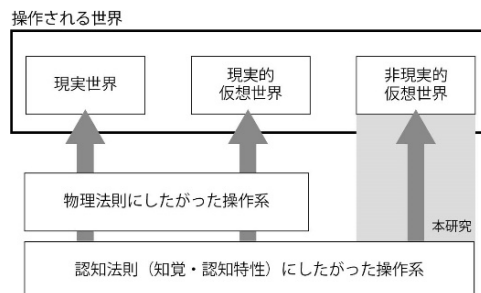 操作される世界
現実世界
現実的
仮想世界
非現実的
仮想世界
物理法則にしたがった操作系
本研究
認知法則（知覚・認知特性）にしたがった操作系